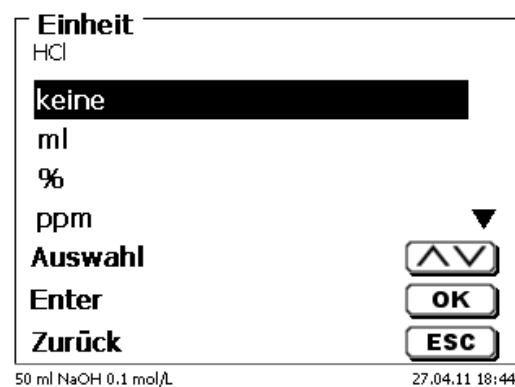 Einheit
HCl
keine
ml
%
ppm
Auswahl
Enter OK
Zurück ESC
50 ml NaOH 0.1 mol/L 27.04.11 18:44